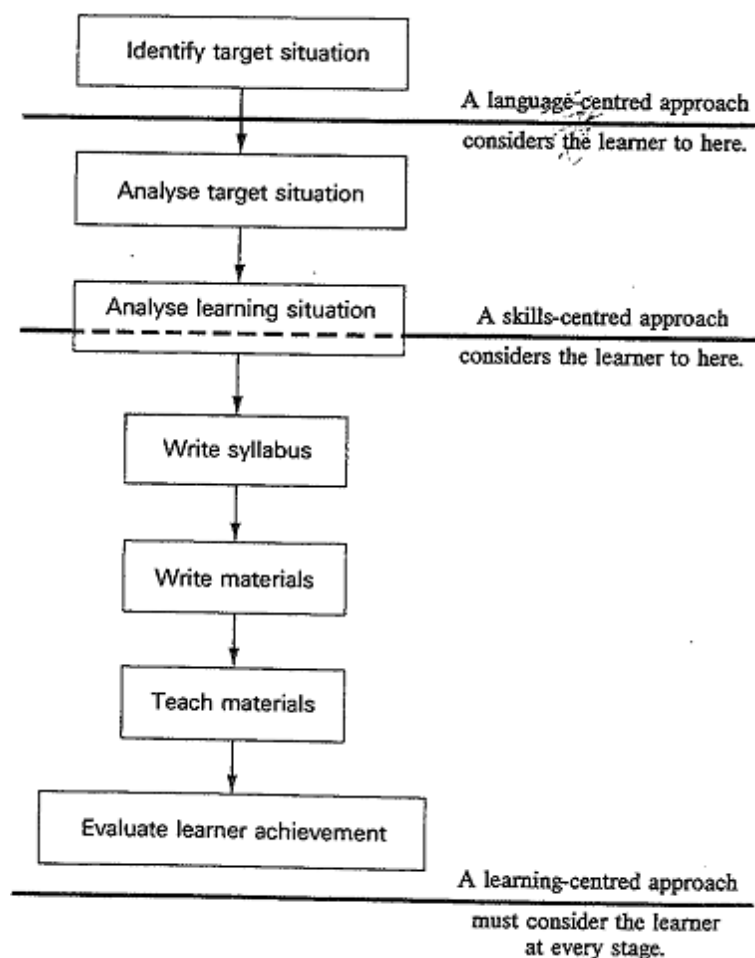 Identify target situation
A language-centred approach
considers the learner to here.
Analyse target situation
Analyse learning situation
A skills-centred approach
considers the learner to here.
Write syllabus
Write materials
Teach materials
Evaluate learner achievement
A learning-centred approach
must consider the learner
at every stage.